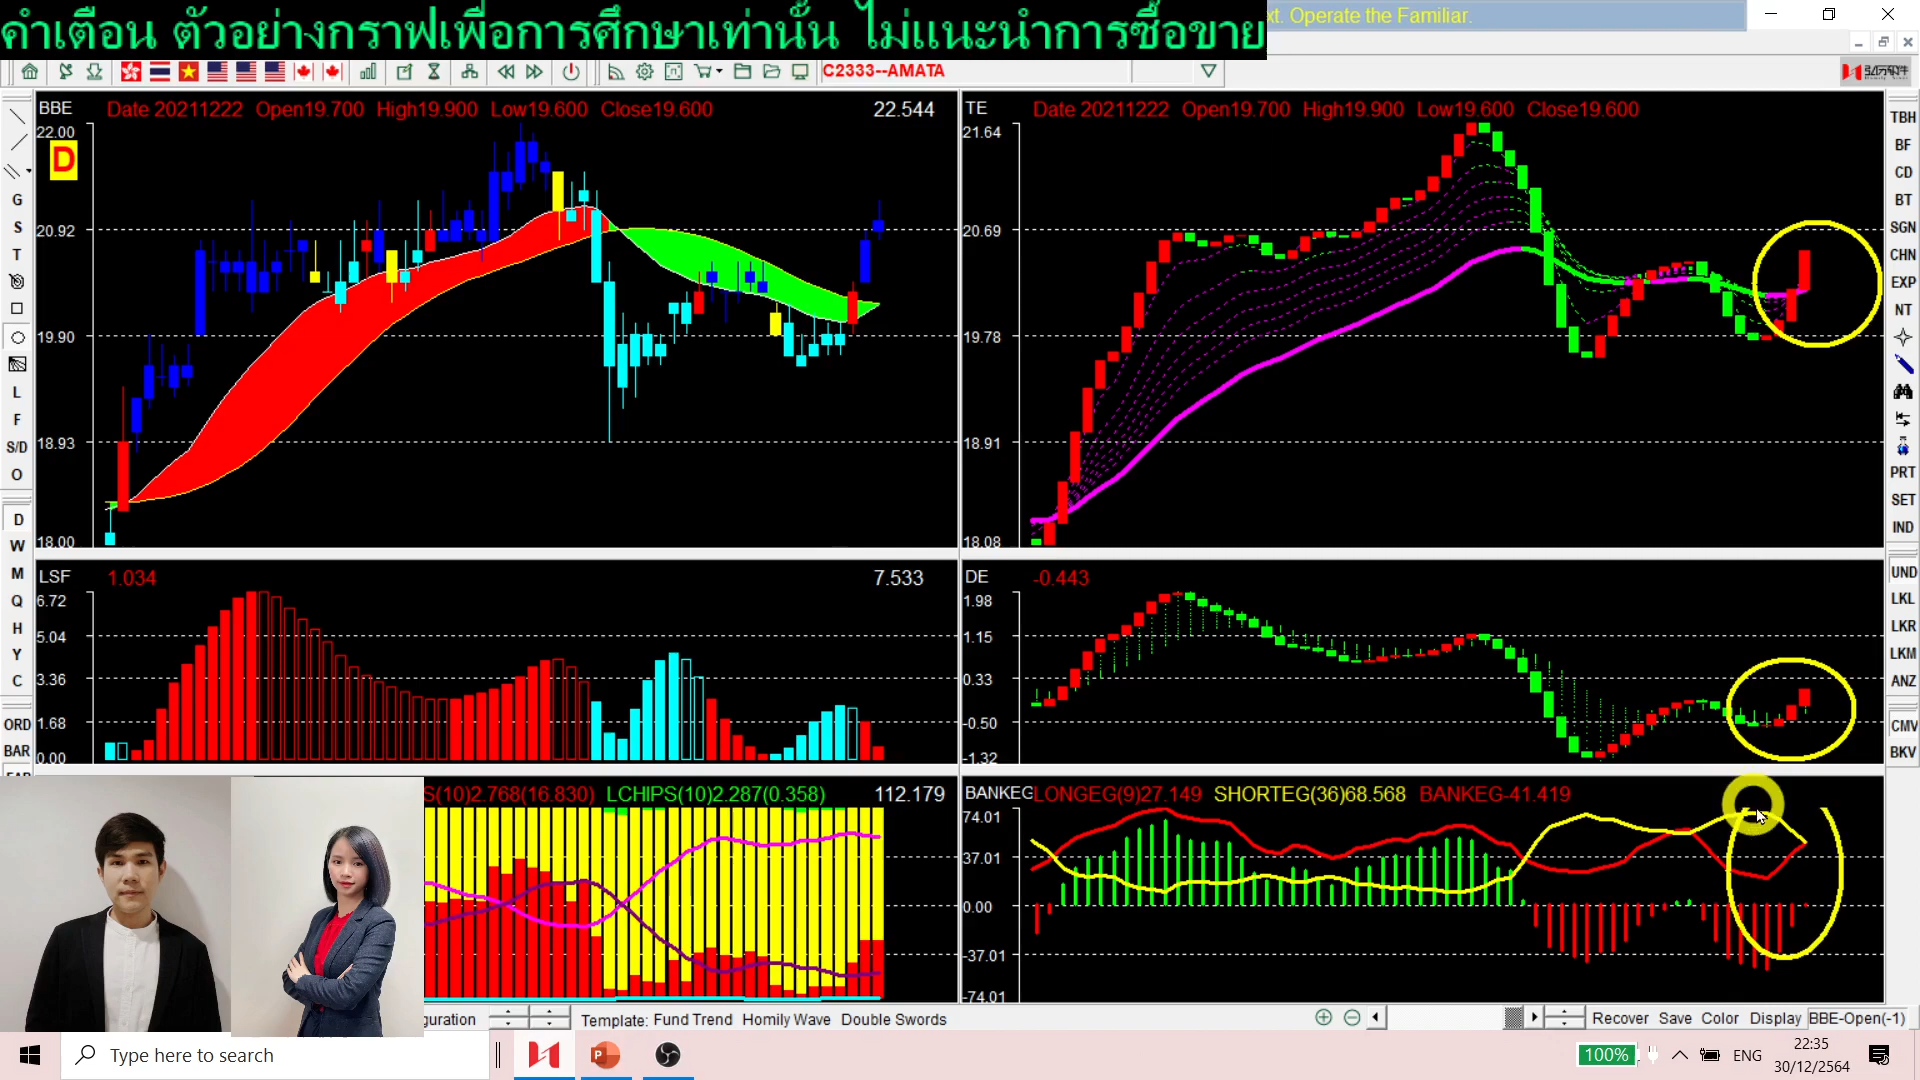 คำเตือน ตัวอย่างกราฟเพื่อการศึกษาเท่านั้น ไม่แนะนำการซื้อขาย
xt. Operate the Familiar.
C2333--AMATA
BBE
Date 20211222 Open19.700 High19.900 Low19.600 Close19.600
22.544
22.00
D
20.92
19.90
18.93
18.00
TE
Date 20211222 Open19.700 High19.900 Low19.600 Close19.600
21.64
20.69
19.78
18.91
18.08
LSF
1.034
7.533
6.72
5.04
3.36
1.68
0.00
DE
-0.443
1.98
1.15
0.33
-0.50
-1.32
S(10)2.768(16.830) LCHIPS(10)2.287(0.358)
112.179
BANKEG
LONGEG(9)27.149 SHORTEG(36)68.568 BANKEG-41.419
74.01
37.01
0.00
-37.01
-74.01
G
S
T
L
F
S/D
O
D
W
M
Q
H
Y
C
ORD
BAR
TBH
BF
CD
BT
SGN
CHN
EXP
NT
PRT
SET
IND
UND
LKL
LKR
LKM
ANZ
CMV
BKV
guration
Template: Fund Trend Homily Wave Double Swords
Recover Save Color Display BBE-Open(-1)
Type here to search
100%
ENG
22:35
30/12/2564